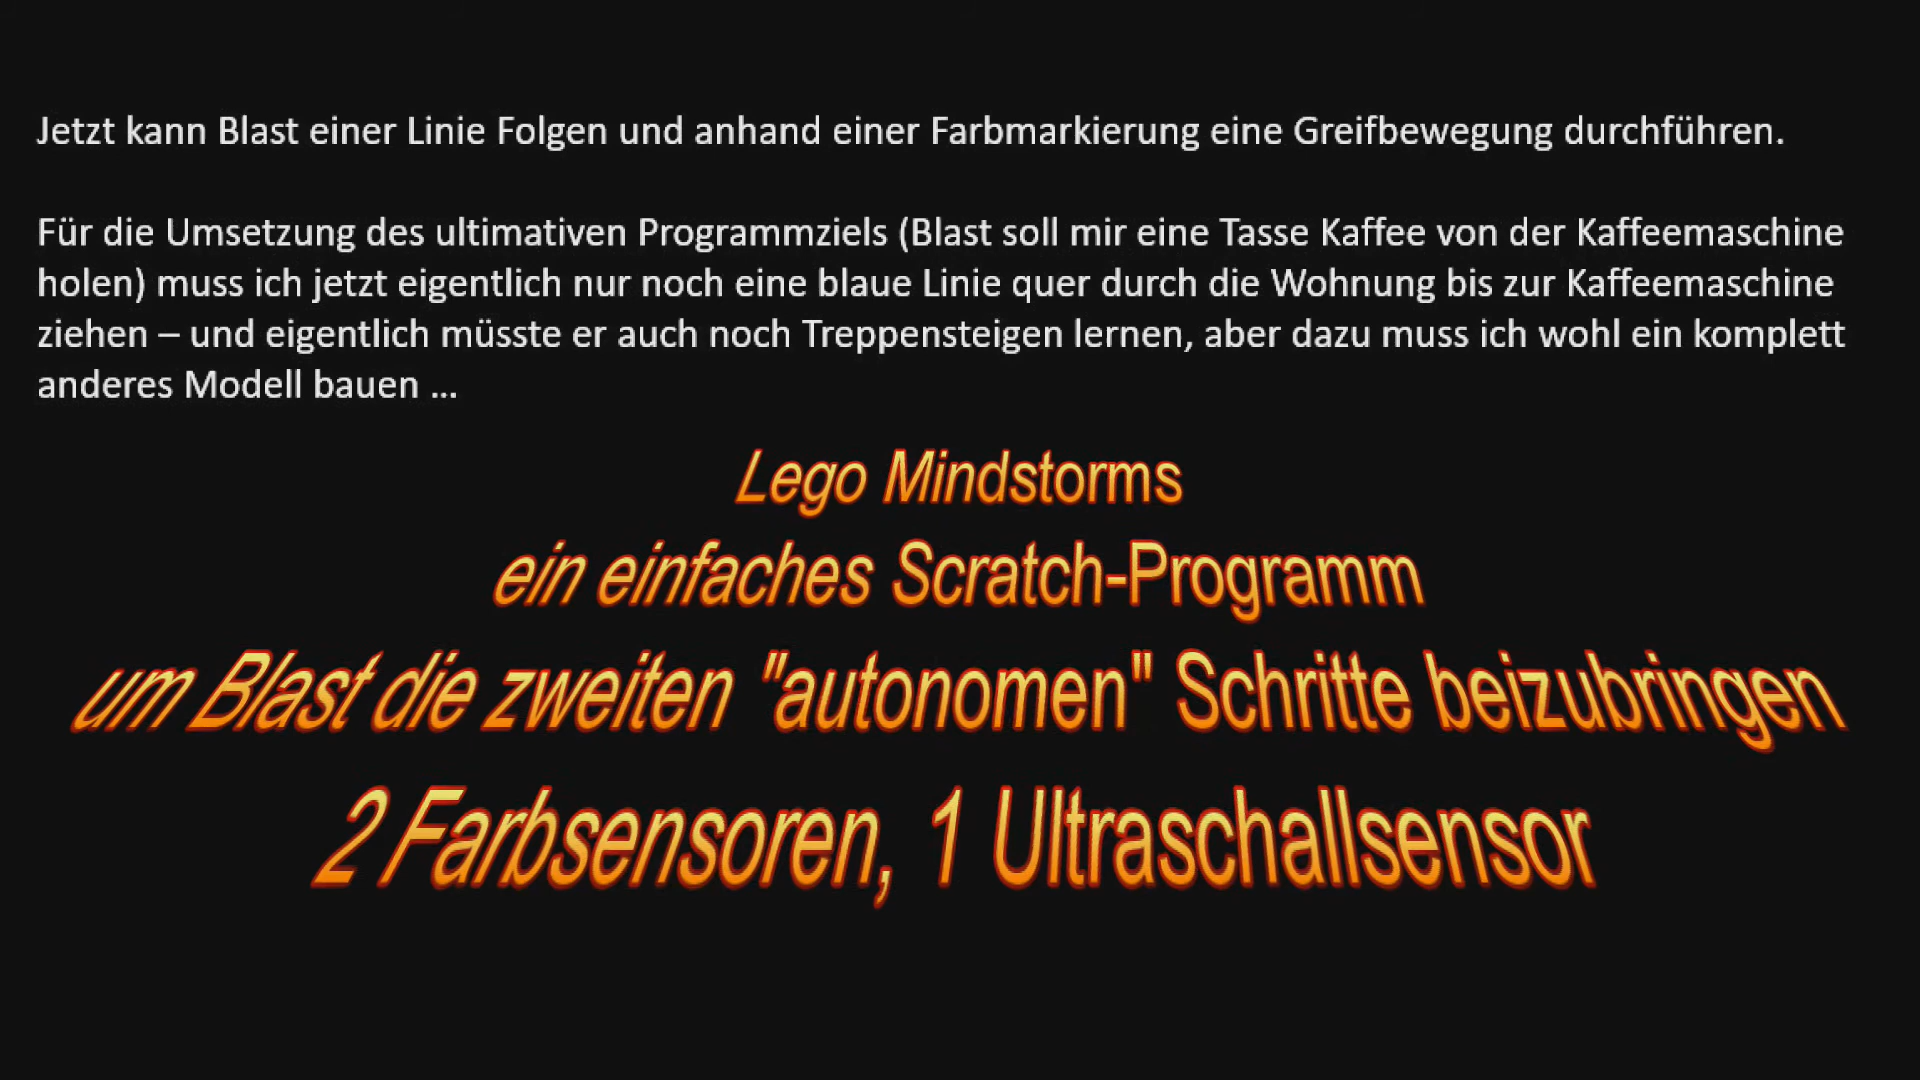 Jetzt kann Blast einer Linie Folgen und anhand einer Farbmarkierung eine Greifbewegung durchführen.
Für die Umsetzung des ultimativen Programmziels (Blast soll mir eine Tasse Kaffee von der Kaffeemaschine
holen) muss ich jetzt eigentlich nur noch eine blaue Linie quer durch die Wohnung bis zur Kaffeemaschine
ziehen – und eigentlich müsste er auch noch Treppensteigen lernen, aber dazu muss ich wohl ein komplett
anderes Modell bauen ...
Lego Mindstorms
ein einfaches Scratch-Programm
um Blast die zweiten "autonomen" Schritte beizubringen
2 Farbsensoren, 1 Ultraschallsensor